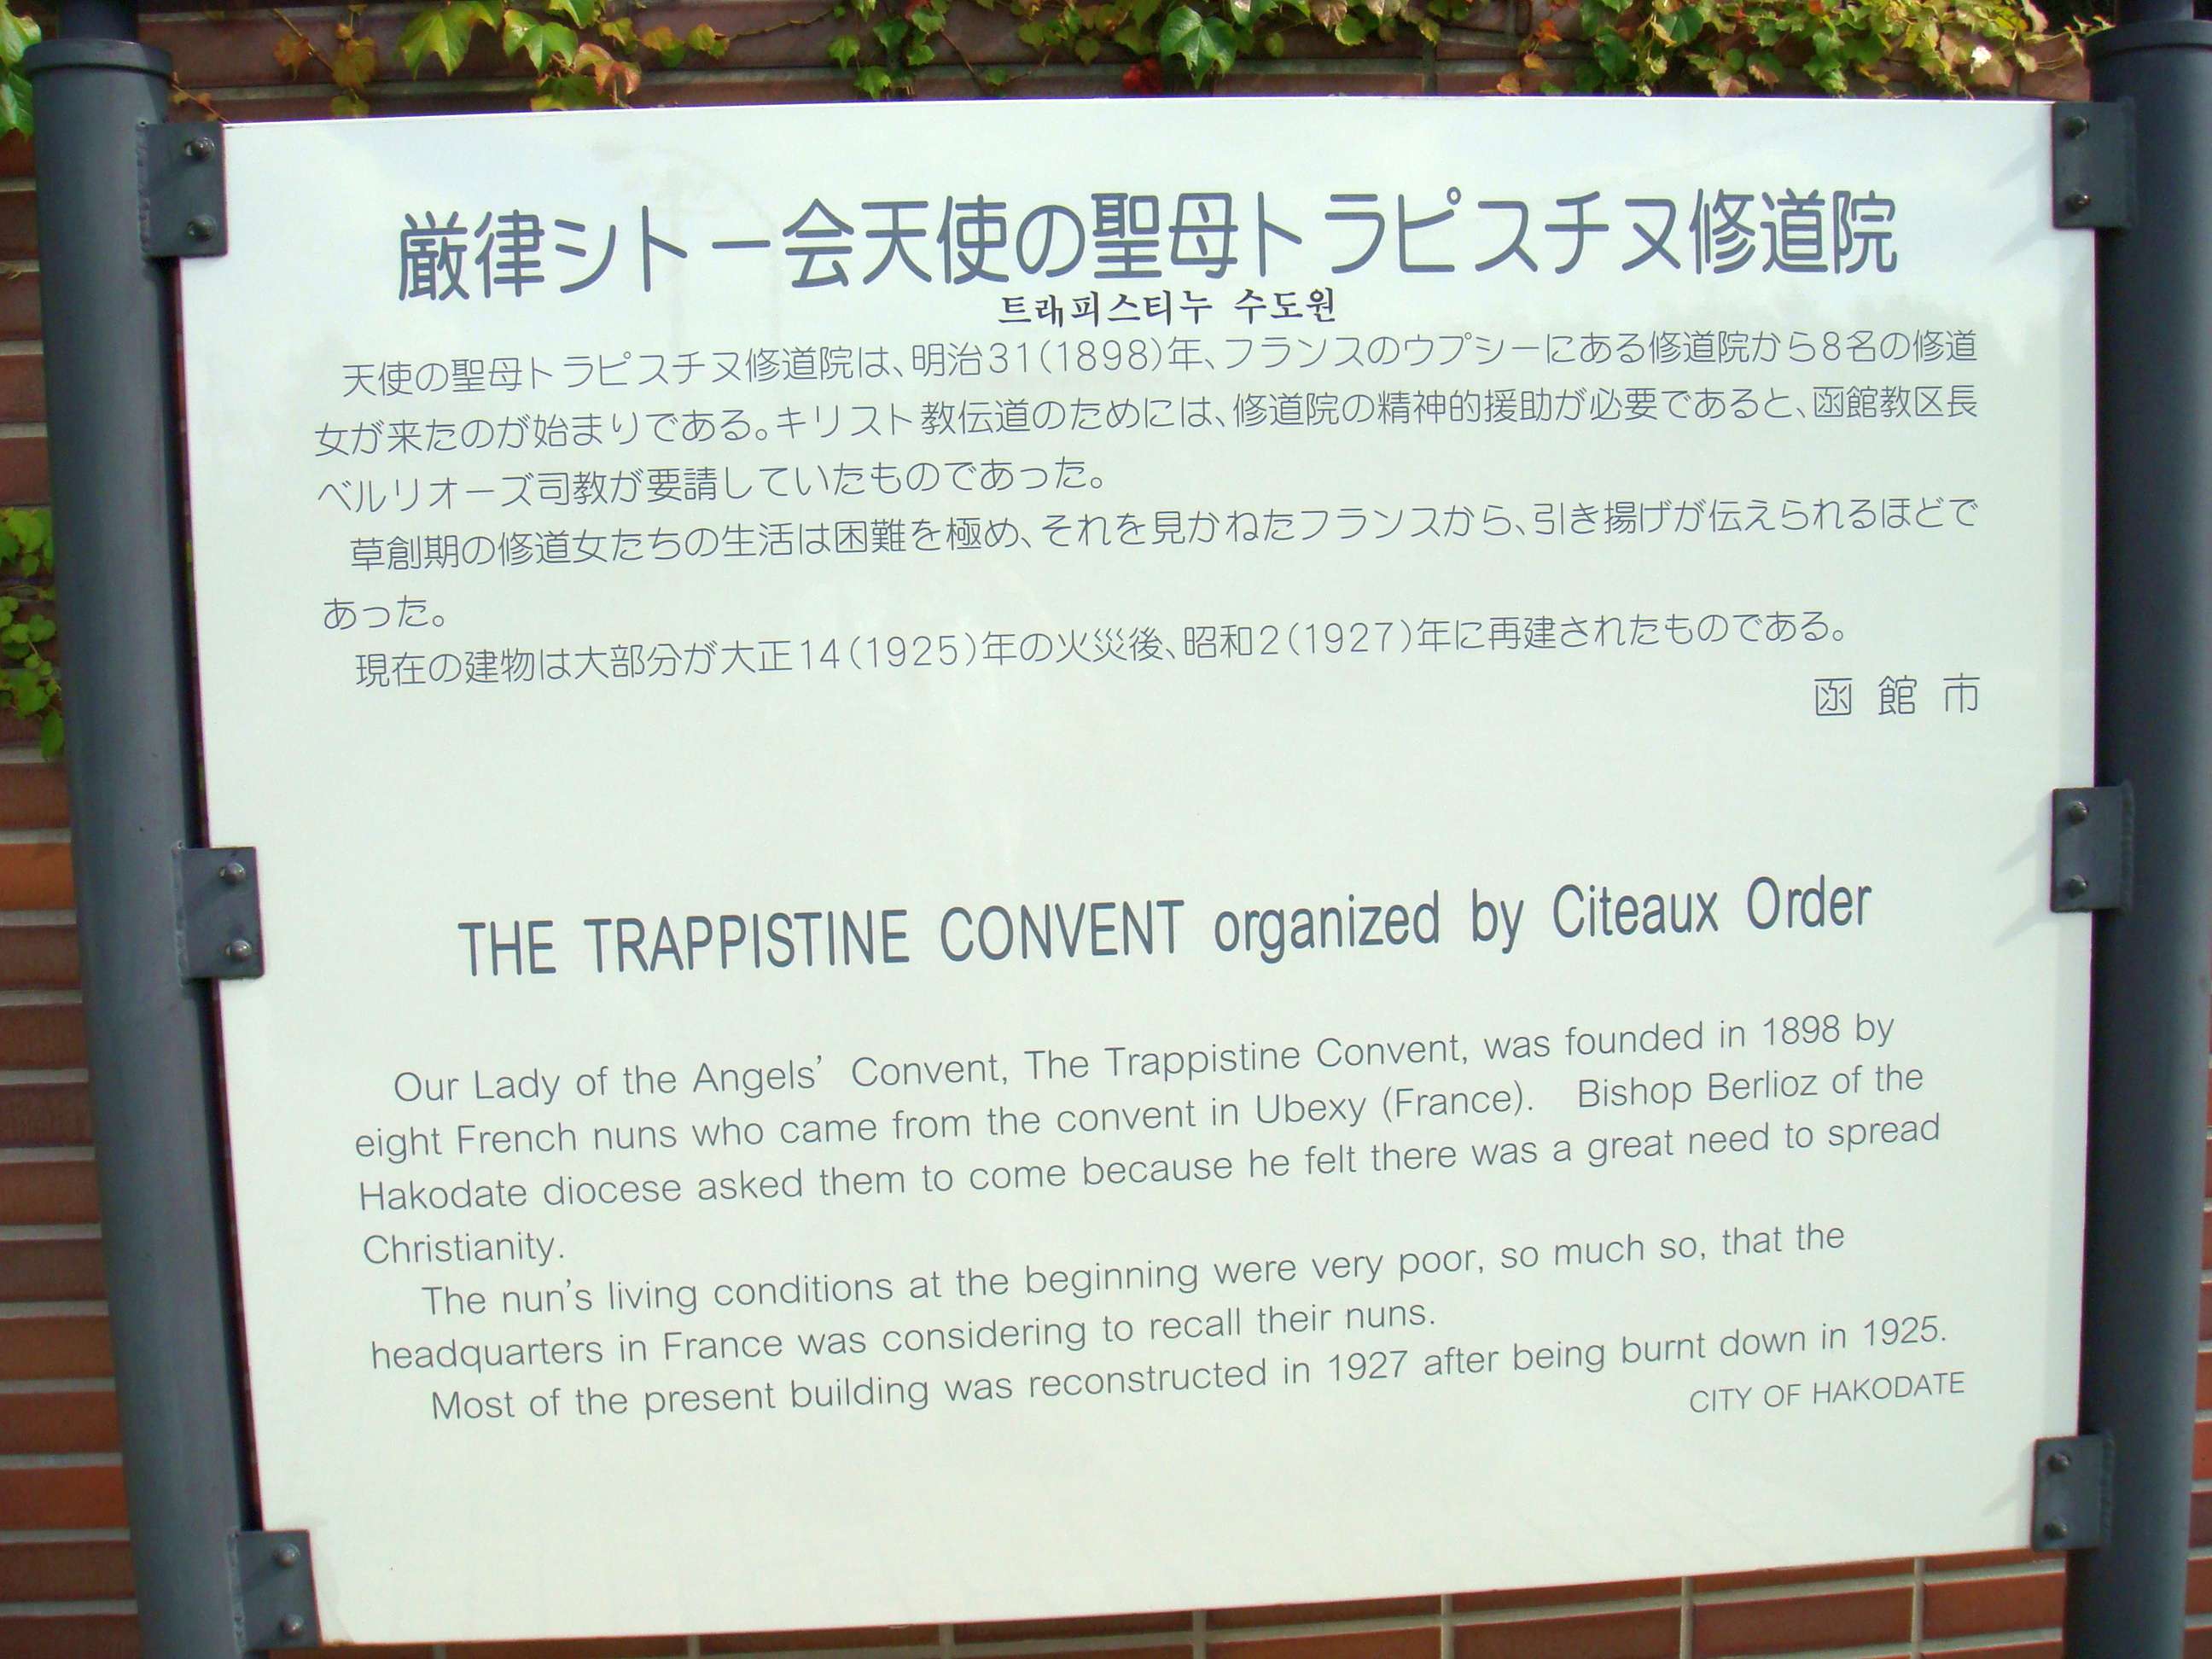 厳律シトー会天使の聖母トラピスチヌ修道院
트래피스티누 수도원
天使の聖母トラピスチヌ修道院は、明治31(1898)年、フランスのウプシーにある修道院から8名の修道
女が来たのが始まりである。キリスト教伝道のためには、修道院の精神的援助が必要であると、函館教区長
ベルリオーズ司教が要請していたものであった。
草創期の修道女たちの生活は困難を極め、それを見かねたフランスから、引き揚げが伝えられるほどで
あった。
現在の建物は大部分が大正14(1925)年の火災後、昭和2(1927)年に再建されたものである。
函館市
THE TRAPPISTINE CONVENT organized by Citeaux Order
Our Lady of the Angels' Convent, The Trappistine Convent, was founded in 1898 by
eight French nuns who came from the convent in Ubexy (France). Bishop Berlioz of the
Hakodate diocese asked them to come because he felt there was a great need to spread
Christianity.
The nun's living conditions at the beginning were very poor, so much so, that the
headquarters in France was considering to recall their nuns.
Most of the present building was reconstructed in 1927 after being burnt down in 1925.
CITY OF HAKODATE